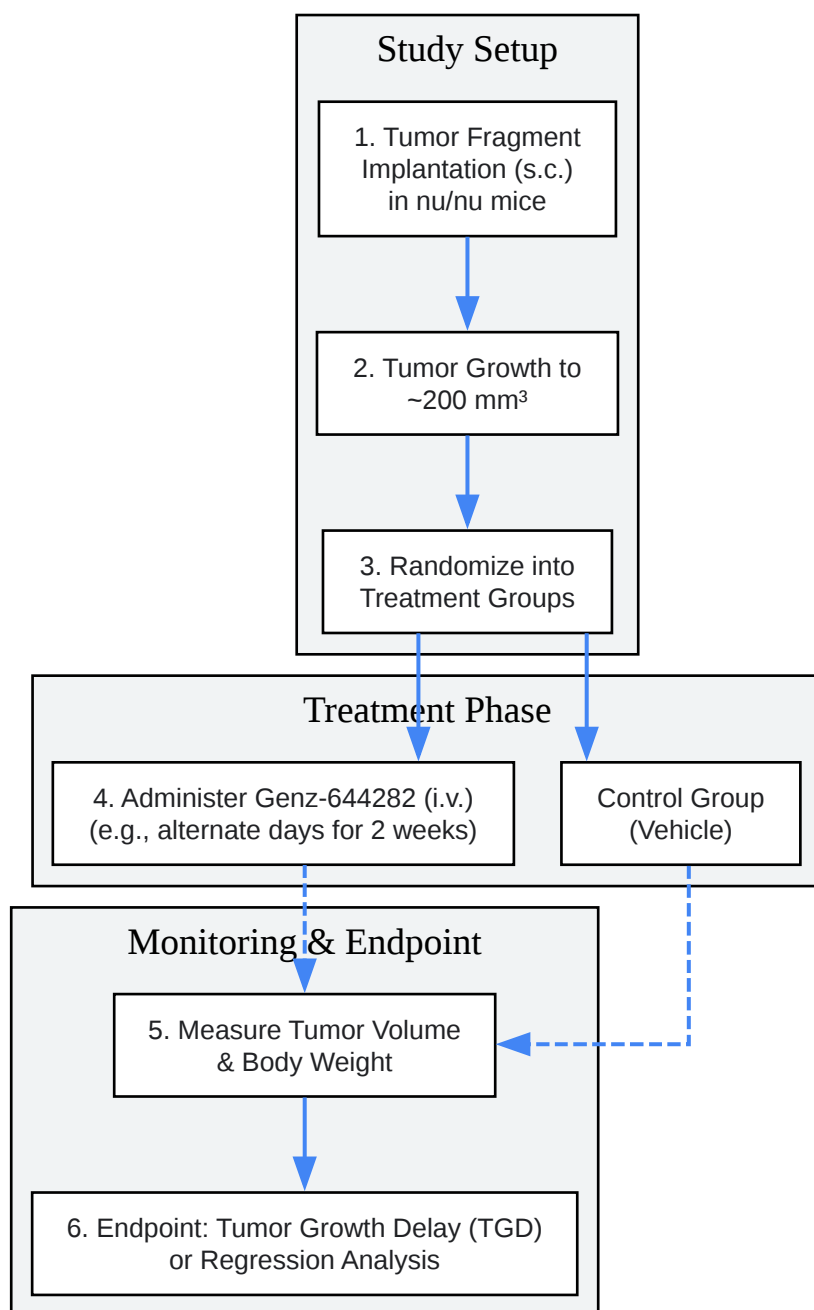 Study Setup
1. Tumor Fragment
Implantation (s.c.)
in nu/nu mice
2. Tumor Growth to
~200 mm³
3. Randomize into
Treatment Groups
Treatment Phase
4. Administer Genz-644282 (i.v.)
(e.g., alternate days for 2 weeks)
Control Group
(Vehicle)
Monitoring & Endpoint
5. Measure Tumor Volume
& Body Weight
6. Endpoint: Tumor Growth Delay (TGD)
or Regression Analysis